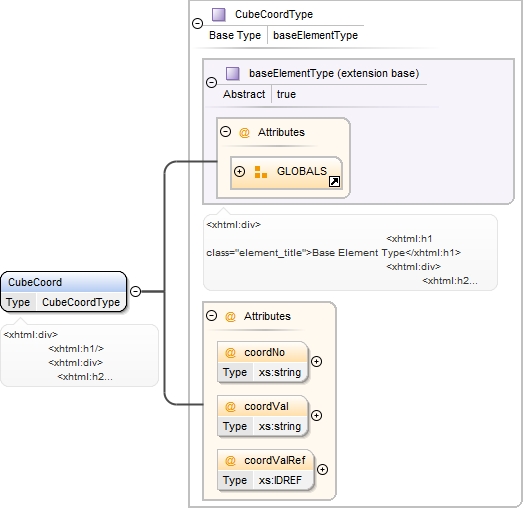 CubeCoordType
Base Type baseElementType
baseElementType (extension base)
Abstract true
@ Attributes
GLOBALS
<xhtml:div>
<xhtml:h1
class="element_title">Base Element Type</xhtml:h1>
<xhtml:div>
<xhtml:h2...
CubeCoord
Type CubeCoordType
<xhtml:div>
<xhtml:h1/>
<xhtml:div>
<xhtml:h2...
@ Attributes
@ coordNo
Type xs:string
@ coordVal
Type xs:string
@ coordValRef
Type xs:IDREF